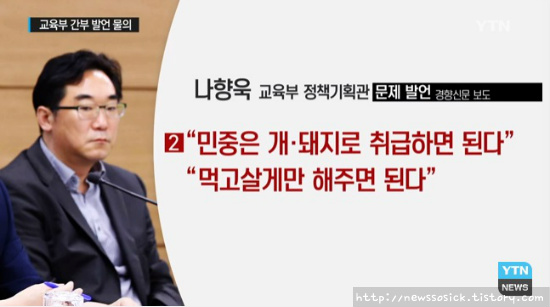 교육부 간부 발언 물의
YTN
나향욱 교육부 정책기획관 문제 발언 경향신문 보도
2 “민중은 개·돼지로 취급하면 된다”
“먹고살게만 해주면 된다”
YTN
NEWS
http://newssosick.tistory.com